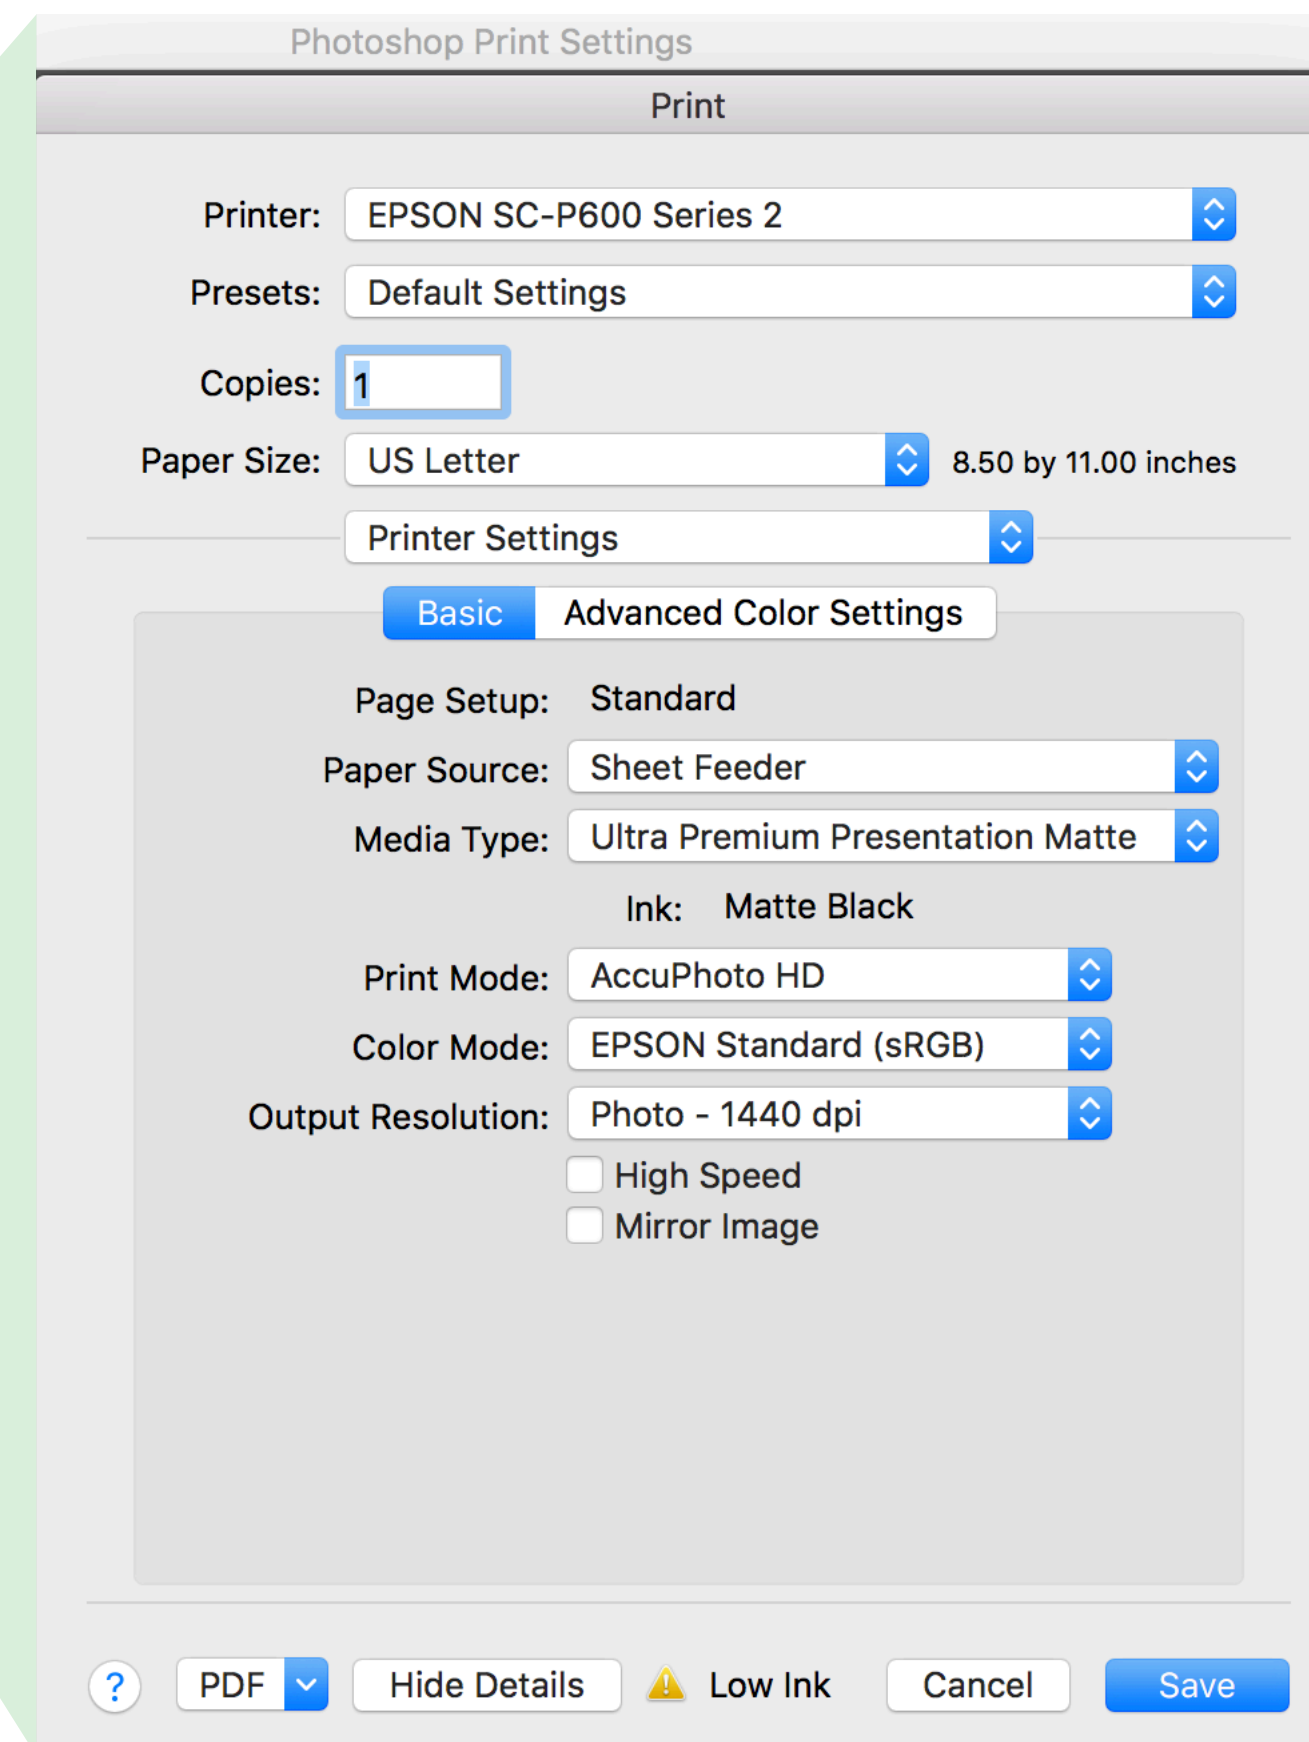 Photoshop Print Settings
Print
Printer: EPSON SC-P600 Series 2
Presets: Default Settings
Copies: 1
Paper Size: US Letter 8.50 by 11.00 inches
Printer Settings
Basic Advanced Color Settings
Page Setup: Standard
Paper Source: Sheet Feeder
Media Type: Ultra Premium Presentation Matte
Ink: Matte Black
Print Mode: AccuPhoto HD
Color Mode: EPSON Standard (sRGB)
Output Resolution: Photo - 1440 dpi
High Speed
Mirror Image
? PDF Hide Details Low Ink Cancel Save